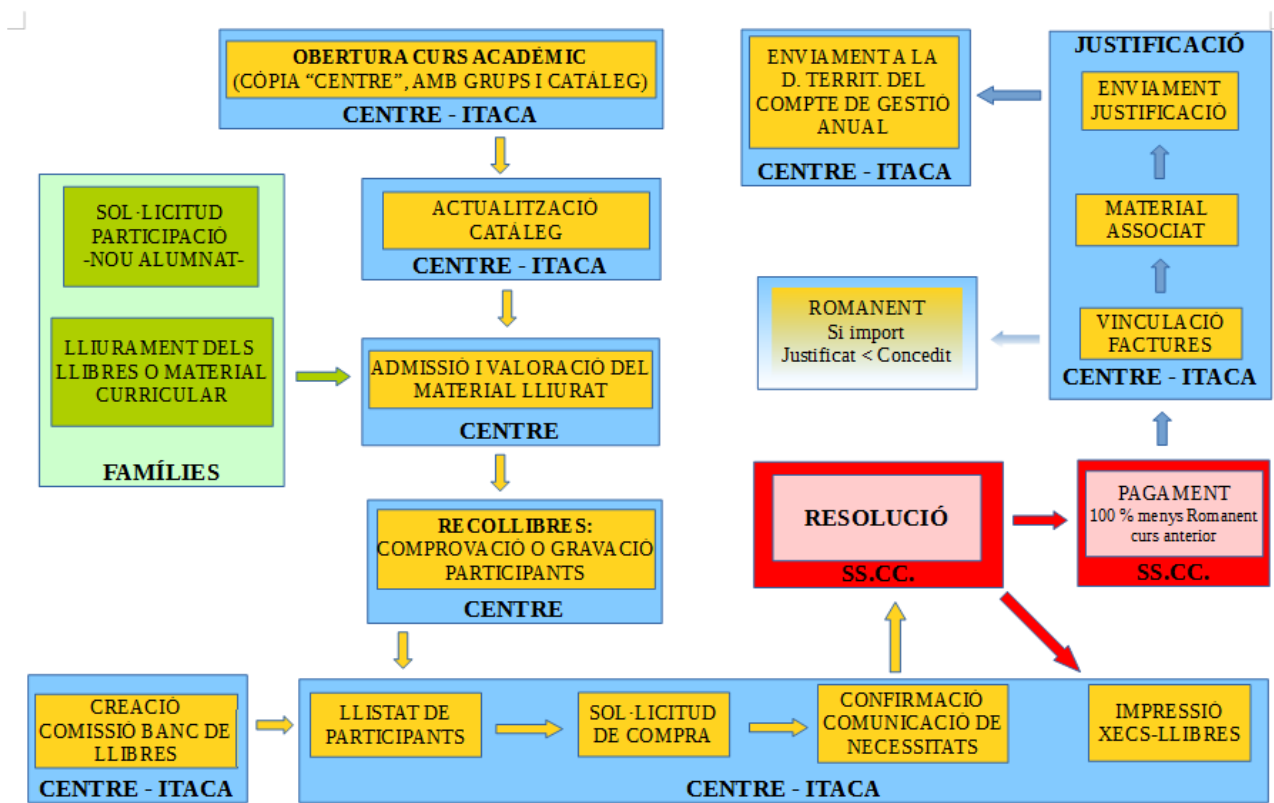 OBERTURA CURS ACADÉMIC
(CÒPIA “CENTRE”, AMB GRUPS I CATÁLEG)
CENTRE - ITACA
ACTUALITZACIÓ
CATÁLEG
CENTRE - ITACA
SOL·LICITUD
PARTICIPACIÓ
-NOU ALUMNAT-
LLIURAMENT DELS
LLIBRES O MATERIAL
CURRICULAR
FAMÍLIES
ADMISSIÓ I VALORACIÓ DEL
MATERIAL LLIURAT
CENTRE
RECOLLIBRES:
COMPROVACIÓ O GRAVACIÓ
PARTICIPANTS
CENTRE
CREACIÓ
COMISSIÓ BANC DE
LLIBRES
CENTRE - ITACA
LLISTAT DE
PARTICIPANTS
SOL·LICITUD
DE COMPRA
CONFIRMACIÓ
COMUNICACIÓ DE
NECESSITATS
IMPRESSIÓ
XECS-LLIBRES
CENTRE - ITACA
RESOLUCIÓ
SS.CC.
PAGAMENT
100 % menys Romanent
curs anterior
SS.CC.
JUSTIFICACIÓ
ENVIAMENT
JUSTIFICACIÓ
MATERIAL
ASSOCIAT
VINCULACIÓ
FACTURES
CENTRE - ITACA
ROMANENT
Si import
Justificat < Concedit
ENVIAMENT A LA
D. TERRIT. DEL
COMPTE DE GESTIÓ
ANUAL
CENTRE - ITACA